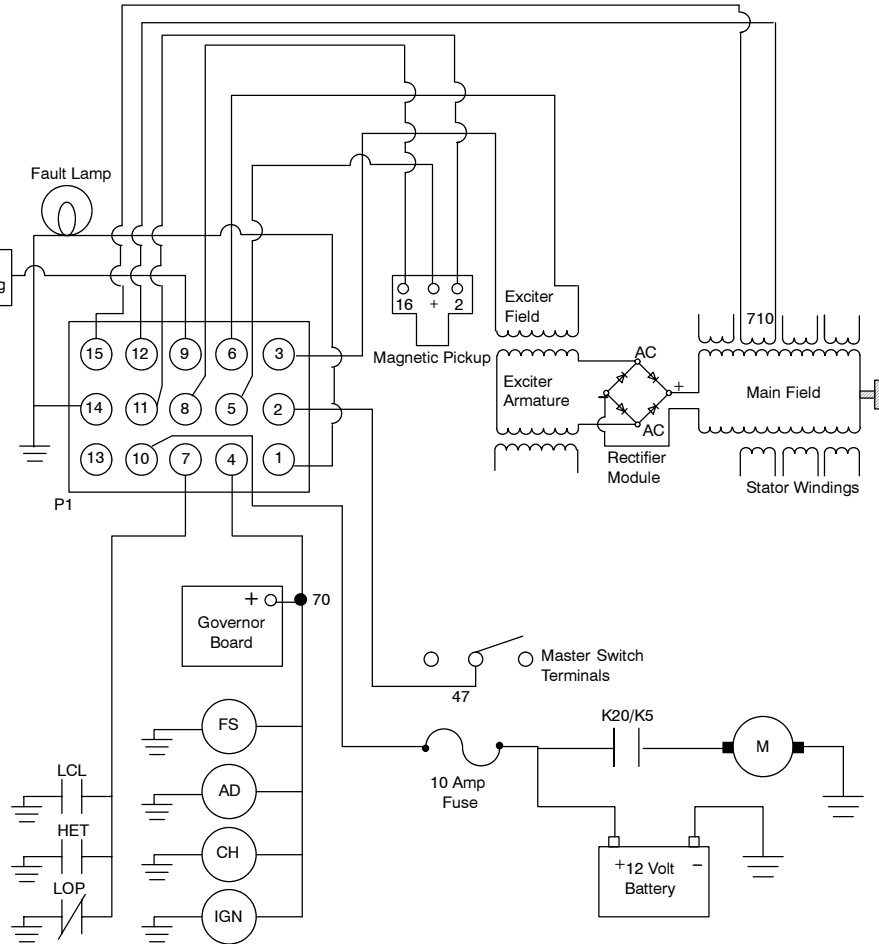 Fault Lamp
g
16 + 2
Magnetic Pickup
Exciter
Field
Exciter
Armature
AC
+
−
AC
Rectifier
Module
710
Main Field
Stator Windings
15 12 9 6 3
14 11 8 5 2
13 10 7 4 1
P1
+
70
Governor
Board
Master Switch
Terminals
47
FS
AD
CH
IGN
LCL
HET
LOP
10 Amp
Fuse
K20/K5
M
+ 12 Volt −
Battery